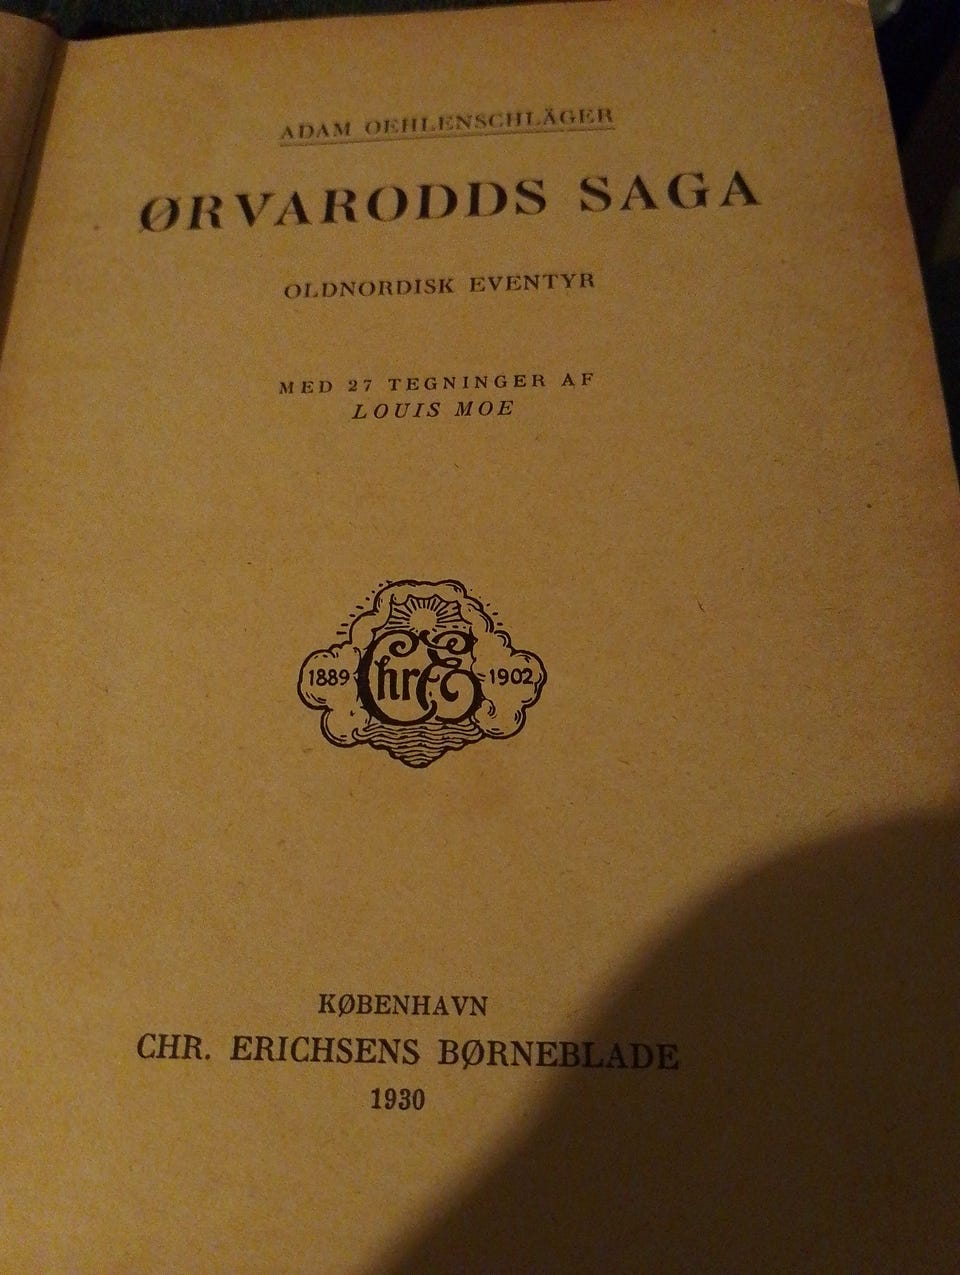 ADAM OEHLENSCHLÄGER
ØRVARODDS SAGA
OLDNORDISK EVENTYR
MED 27 TEGNINGER AF
LOUIS MOE
1889 Chr E 1902
KØBENHAVN
CHR. ERICHSENS BØRNEBLADE
1930